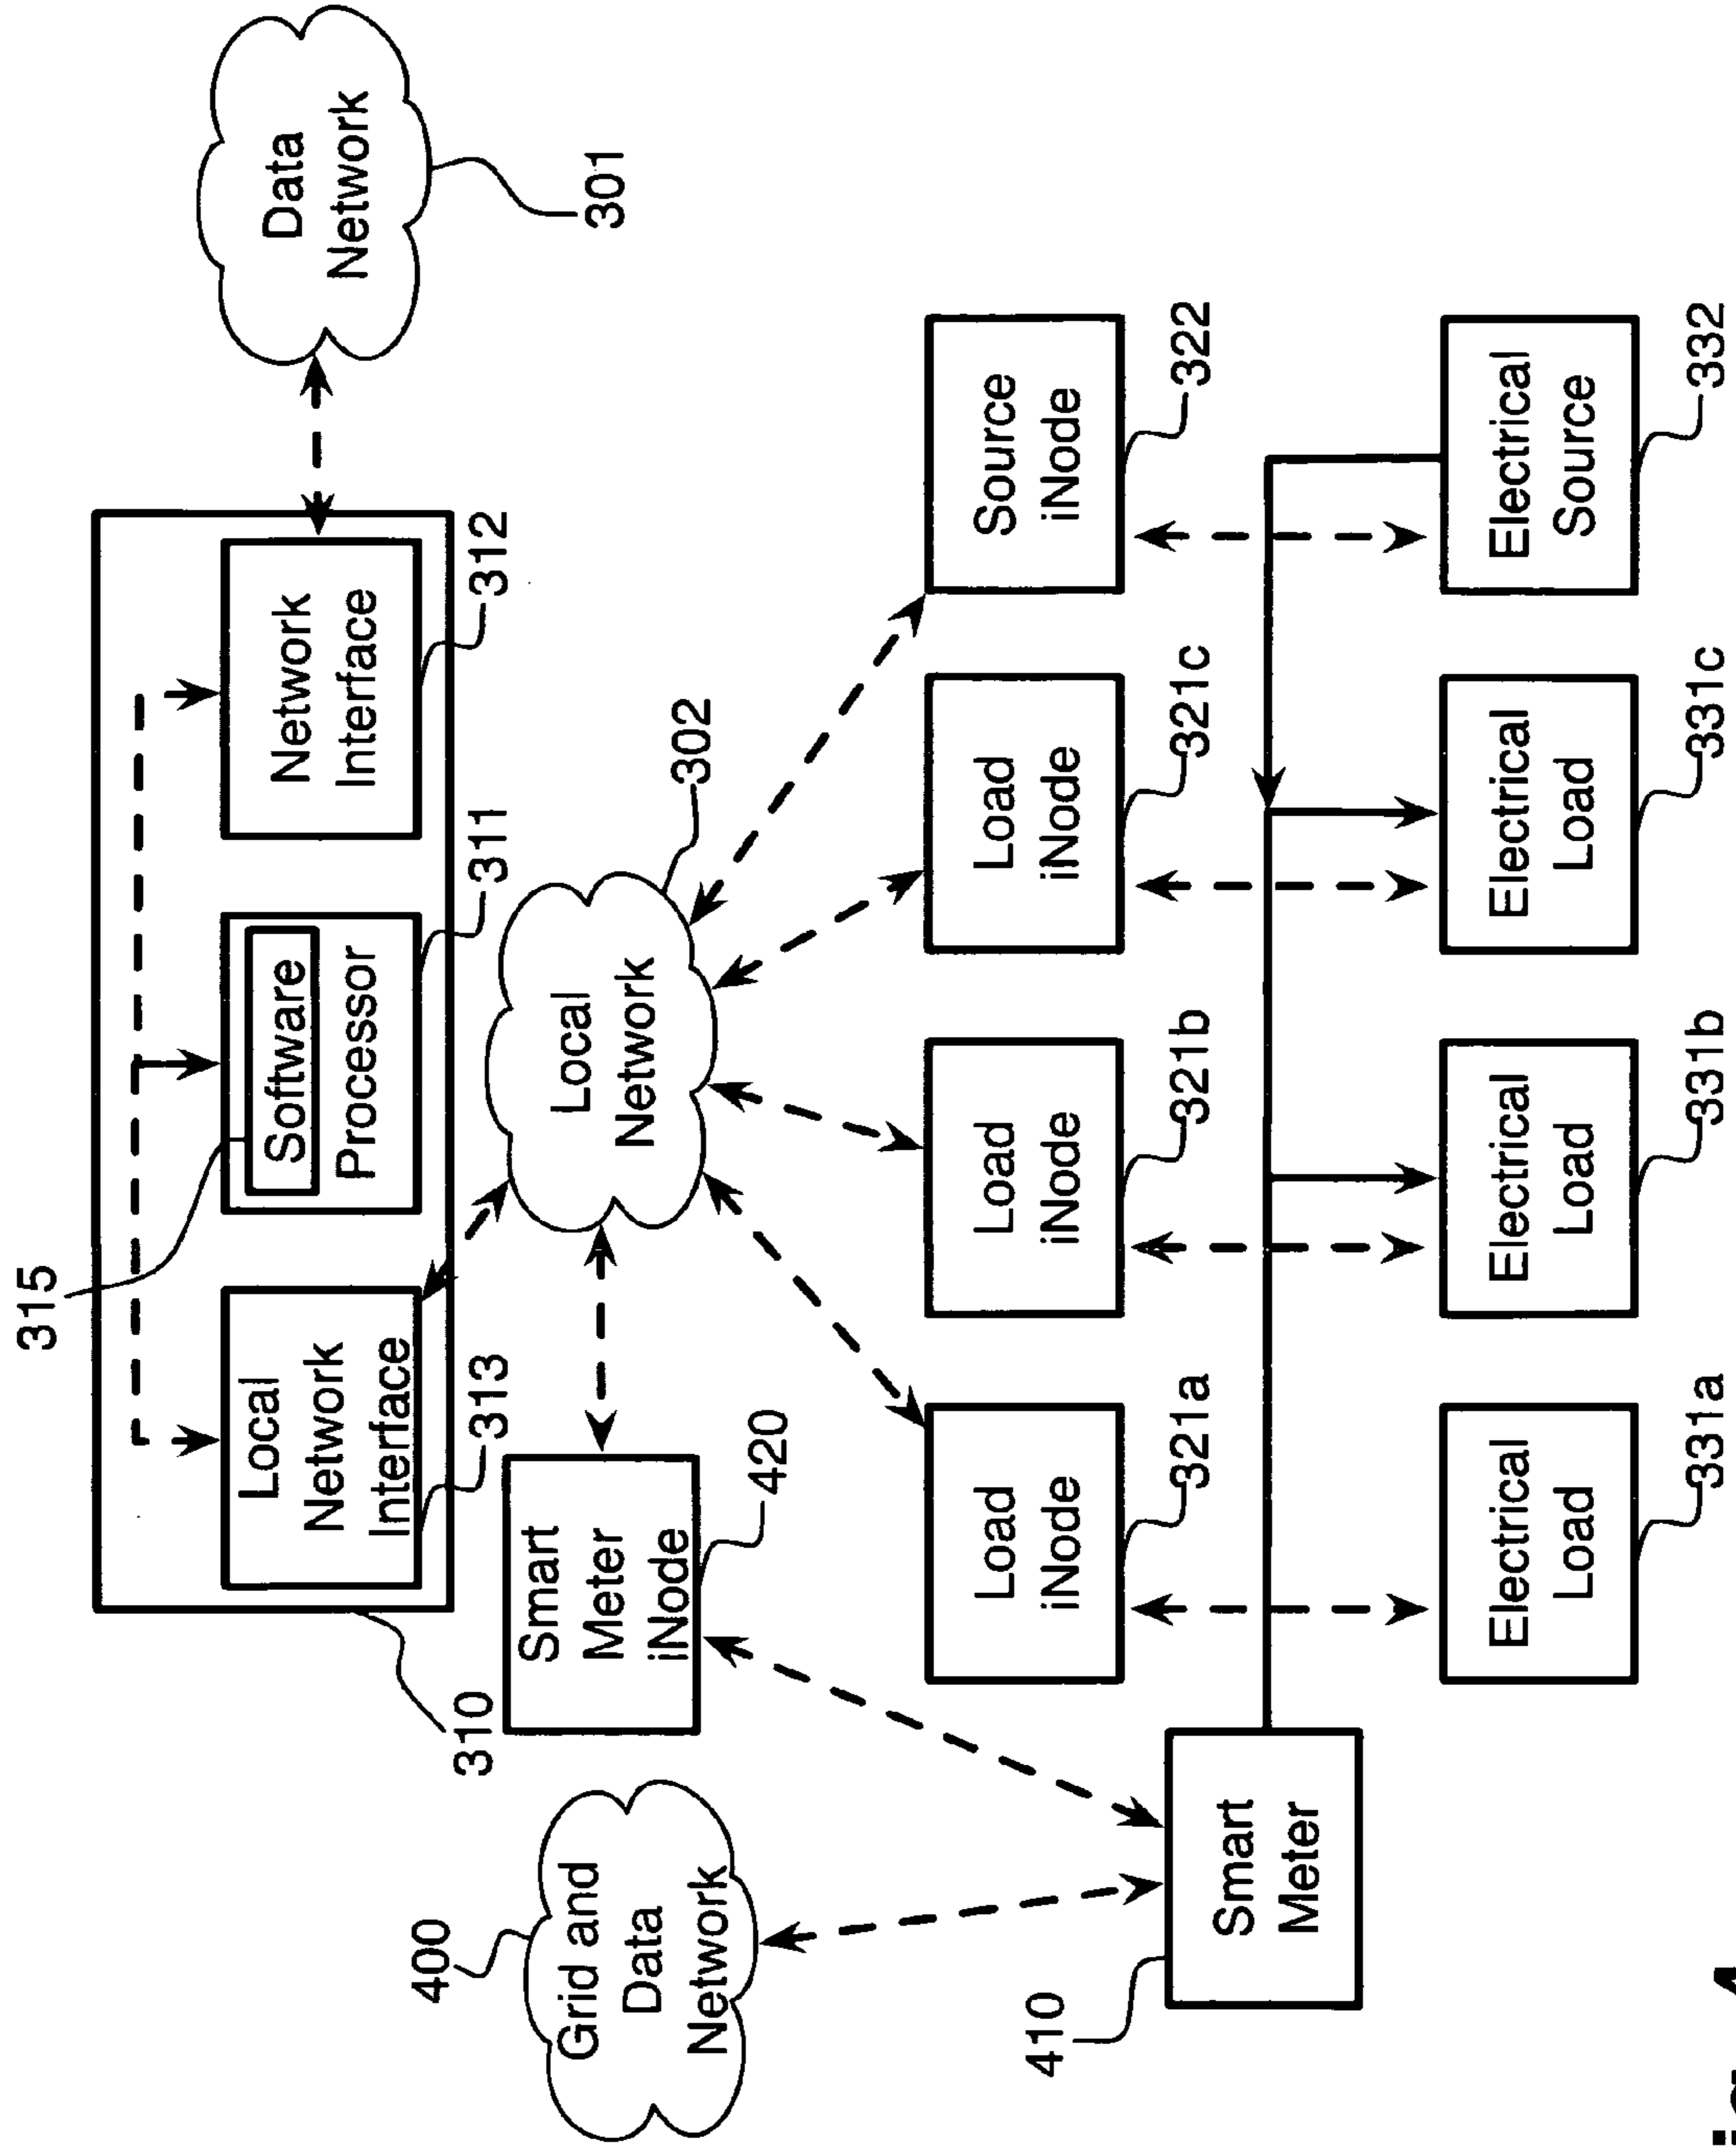 315
Local
Network
Interface
313
Software
Processor
311
Network
Interface
312
Data
Network
301
310
400
Grid and
Data
Network
Smart
Meter
iNode
420
Local
Network
302
410
Smart
Meter
Load
iNode
321a
Load
iNode
321b
Load
iNode
321c
Source
iNode
322
Electrical
Load
331a
Electrical
Load
331b
Electrical
Load
331c
Electrical
Source
332